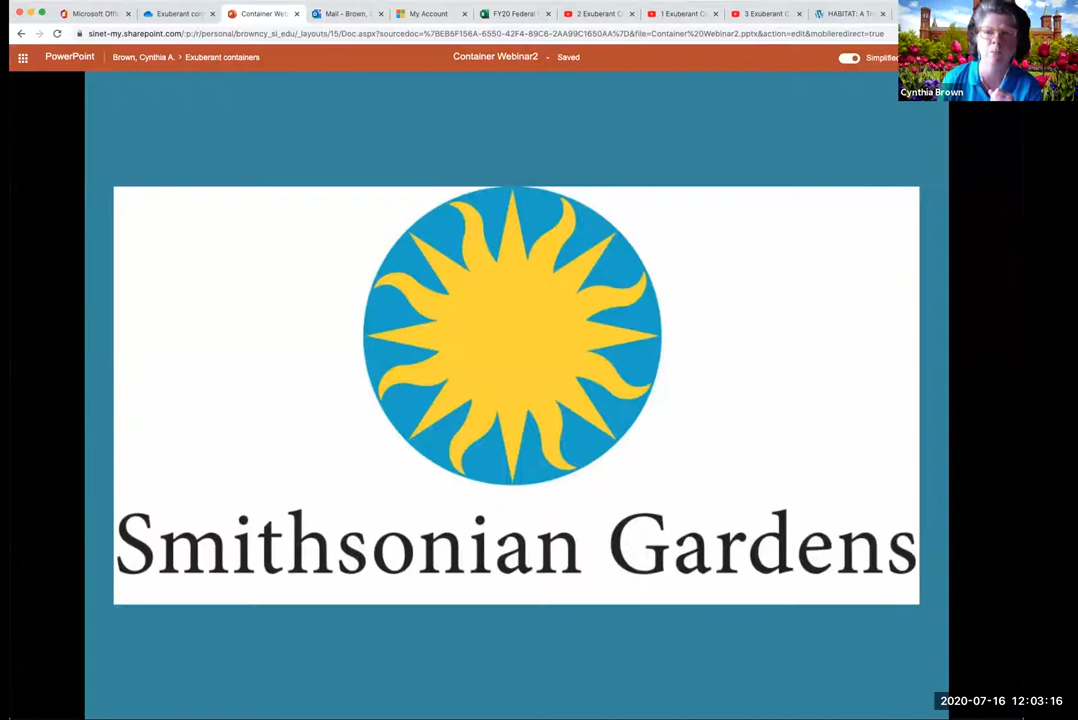 Microsoft Offi
Exuberant con
Container Web
Mail - Brown, C
My Account
FY20 Federal
2 Exuberant C
1 Exuberant Co
3 Exuberant C
HABITAT: A Th
sinet-my.sharepoint.com/:p:/r/personal/browncy_si_edu/_layouts/15/Doc.aspx?sourcedoc=%7BEB5F156A-6550-42F4-89C6-2AA99C1650AA%7D&file=Container%20Webinar2.pptx&action=edit&mobileredirect=true
PowerPoint
Brown, Cynthia A. > Exuberant containers
Container Webinar2 - Saved
Simplified
Cynthia Brown
Smithsonian Gardens
2020-07-16 12:03:16